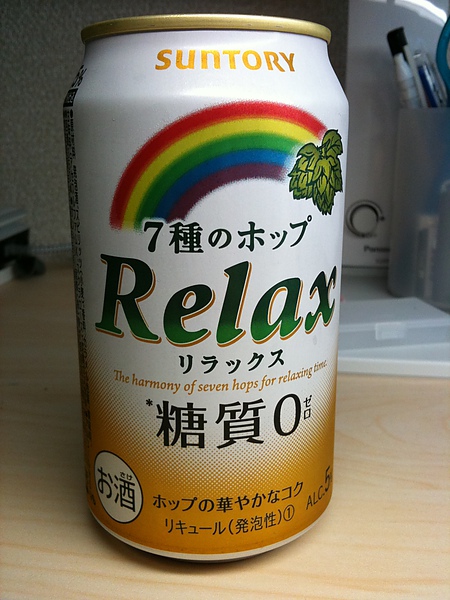 SUNTORY
7種のホップ
Relax
リラックス
The harmony of seven hops for relaxing time.
*糖質0
ゼロ
お酒
さけ
ホップの華やかなコク
リキュール(発泡性)①
ALC.5